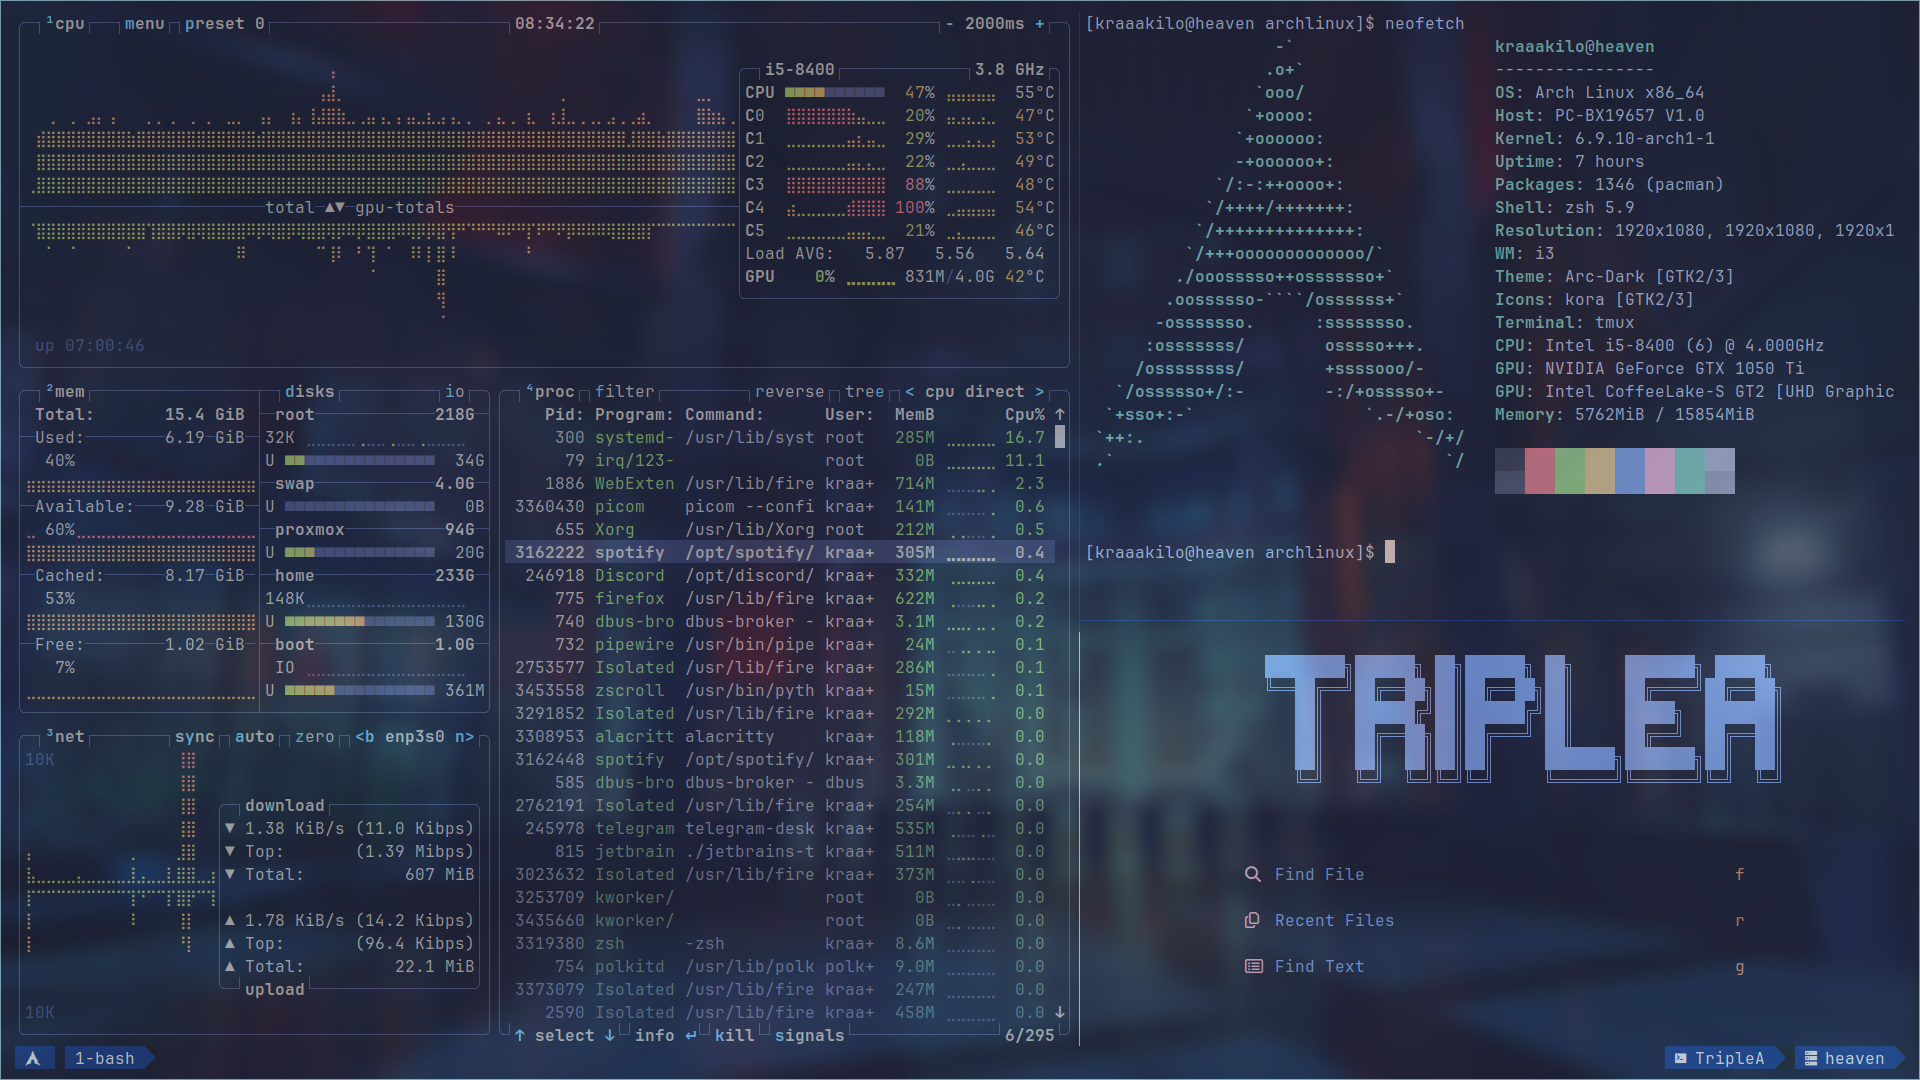 ¹cpu menu preset 0 08:34:22 - 2000ms +
i5-8400 3.8 GHz
CPU 47% 55°C
C0 20% 47°C
C1 29% 53°C
C2 22% 49°C
C3 88% 48°C
C4 100% 54°C
C5 21% 46°C
Load AVG: 5.87 5.56 5.64
GPU 0% 831M/4.0G 42°C
total ▲▼ gpu-totals
up 07:00:46
²mem disks io
Total: 15.4 GiB
Used: 6.19 GiB
40%
Available: 9.28 GiB
60%
Cached: 8.17 GiB
53%
Free: 1.02 GiB
7%
root 218G
32K
U 34G
swap 4.0G
U 0B
proxmox 94G
U 20G
home 233G
148K
U 130G
boot 1.0G
IO
U 361M
³net sync auto zero <b enp3s0 n>
10K
download
▼ 1.38 KiB/s (11.0 Kibps)
▼ Top: (1.39 Mibps)
▼ Total: 607 MiB
▲ 1.78 KiB/s (14.2 Kibps)
▲ Top: (96.4 Kibps)
▲ Total: 22.1 MiB
upload
10K
⁴proc filter reverse tree < cpu direct >
Pid: Program: Command: User: MemB Cpu% ↑
300 systemd- /usr/lib/syst root 285M 16.7
79 irq/123- root 0B 11.1
1886 WebExten /usr/lib/fire kraa+ 714M 2.3
3360430 picom picom --confi kraa+ 141M 0.6
655 Xorg /usr/lib/Xorg root 212M 0.5
3162222 spotify /opt/spotify/ kraa+ 305M 0.4
246918 Discord /opt/discord/ kraa+ 332M 0.4
775 firefox /usr/lib/fire kraa+ 622M 0.2
740 dbus-bro dbus-broker - kraa+ 3.1M 0.2
732 pipewire /usr/bin/pipe kraa+ 24M 0.1
2753577 Isolated /usr/lib/fire kraa+ 286M 0.1
3453558 zscroll /usr/bin/pyth kraa+ 15M 0.1
3291852 Isolated /usr/lib/fire kraa+ 292M 0.0
3308953 alacritt alacritty kraa+ 118M 0.0
3162448 spotify /opt/spotify/ kraa+ 301M 0.0
585 dbus-bro dbus-broker - dbus 3.3M 0.0
2762191 Isolated /usr/lib/fire kraa+ 254M 0.0
245978 telegram telegram-desk kraa+ 535M 0.0
815 jetbrain ./jetbrains-t kraa+ 511M 0.0
3023632 Isolated /usr/lib/fire kraa+ 373M 0.0
3253709 kworker/ root 0B 0.0
3435660 kworker/ root 0B 0.0
3319380 zsh -zsh kraa+ 8.6M 0.0
754 polkitd /usr/lib/polk polk+ 9.0M 0.0
3373079 Isolated /usr/lib/fire kraa+ 247M 0.0
2590 Isolated /usr/lib/fire kraa+ 458M 0.0 ↓
↑ select ↓ info ↵ kill signals 6/295
[kraaakilo@heaven archlinux]$ neofetch
kraaakilo@heaven
----------------
OS: Arch Linux x86_64
Host: PC-BX19657 V1.0
Kernel: 6.9.10-arch1-1
Uptime: 7 hours
Packages: 1346 (pacman)
Shell: zsh 5.9
Resolution: 1920x1080, 1920x1080, 1920x1
WM: i3
Theme: Arc-Dark [GTK2/3]
Icons: kora [GTK2/3]
Terminal: tmux
CPU: Intel i5-8400 (6) @ 4.000GHz
GPU: NVIDIA GeForce GTX 1050 Ti
GPU: Intel CoffeeLake-S GT2 [UHD Graphic
Memory: 5762MiB / 15854MiB
[kraaakilo@heaven archlinux]$
TRIPLEA
Find File f
Recent Files r
Find Text g
1-bash TripleA heaven